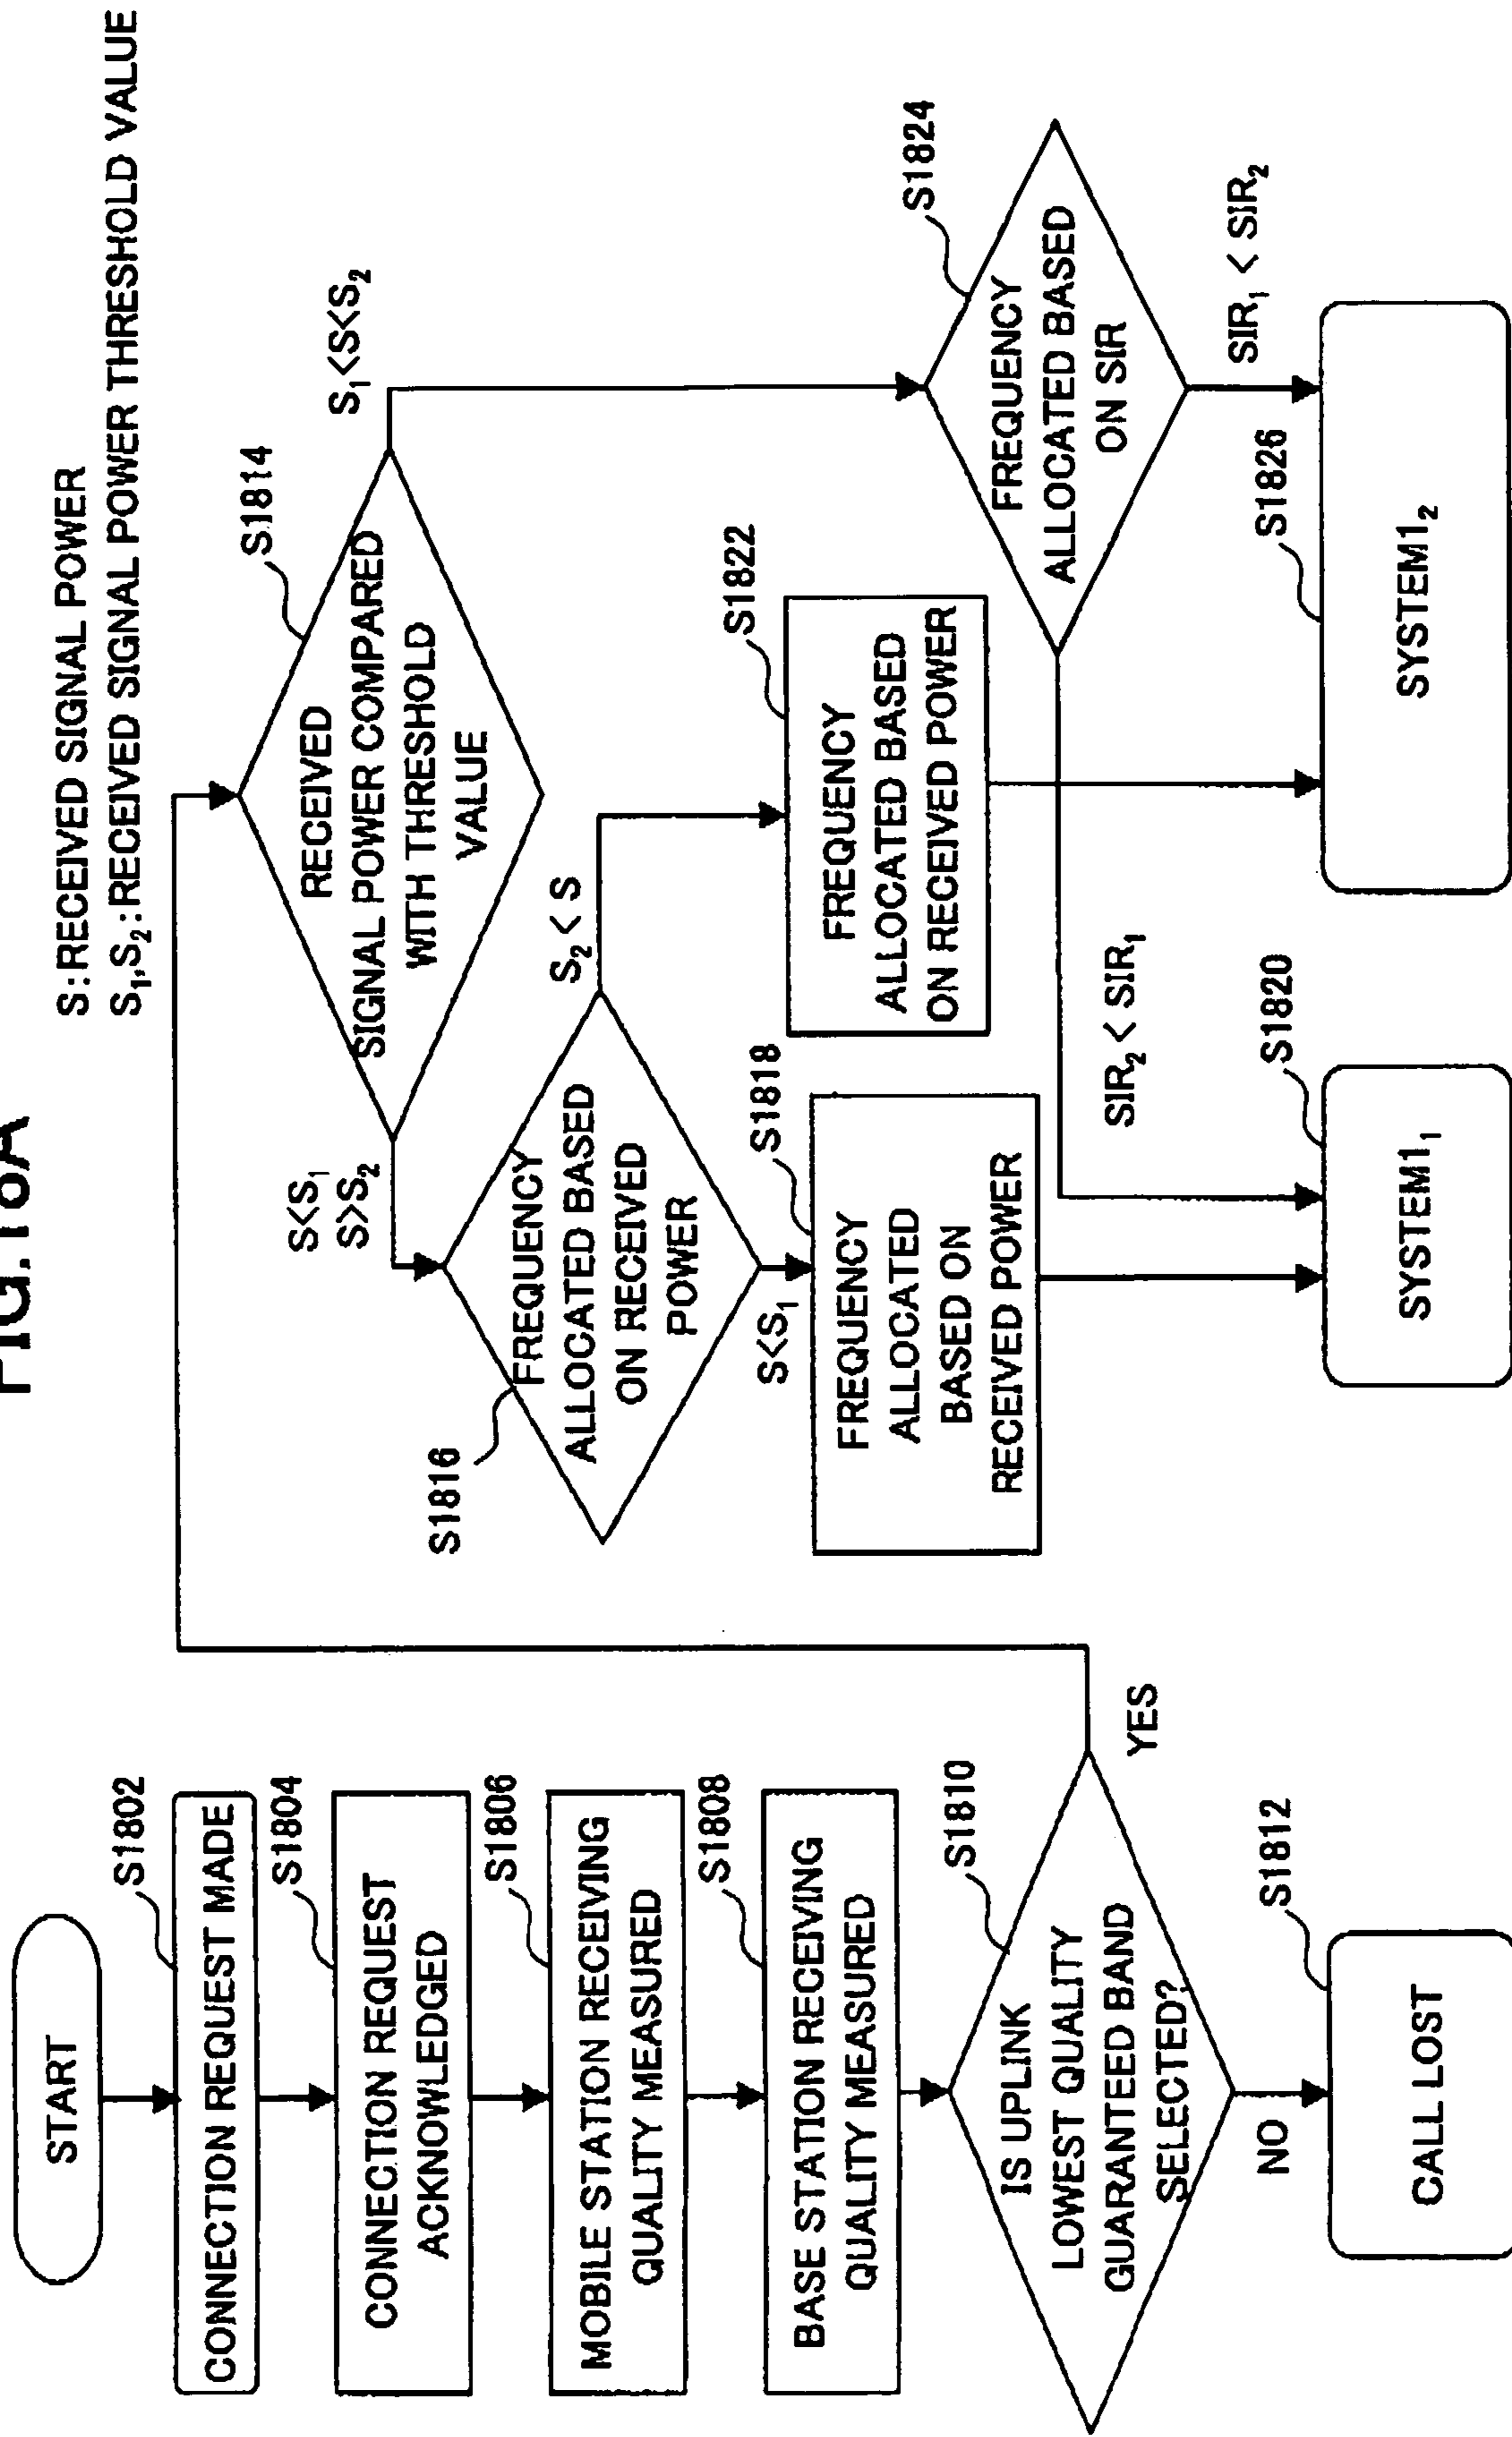 FIG.18A
S:RECEIVED SIGNAL POWER
S₁,S₂:RECEIVED SIGNAL POWER THRESHOLD VALUE
START
S1802
CONNECTION REQUEST MADE
S1804
CONNECTION REQUEST
ACKNOWLEDGED
S1806
MOBILE STATION RECEIVING
QUALITY MEASURED
S1808
BASE STATION RECEIVING
QUALITY MEASURED
S1810
IS UPLINK
LOWEST QUALITY
GUARANTEED BAND
SELECTED?
YES
NO
S1812
CALL LOST
S1814
RECEIVED
SIGNAL POWER COMPARED
WITH THRESHOLD
VALUE
S<S₁
S>S₂
S₁<S<S₂
S1816
FREQUENCY
ALLOCATED BASED
ON RECEIVED
POWER
S₂<S
S<S₁
S1818
FREQUENCY
ALLOCATED
BASED ON
RECEIVED POWER
S1822
FREQUENCY
ALLOCATED BASED
ON RECEIVED POWER
S1824
FREQUENCY
ALLOCATED BASED
ON SIR
SIR₂ < SIR₁
SIR₁ < SIR₂
S1820
SYSTEM1₁
S1826
SYSTEM1₂